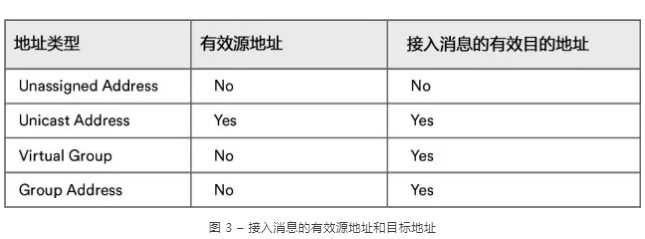 地址类型 有效源地址 接入消息的有效目的地址
Unassigned Address No No
Unicast Address Yes Yes
Virtual Group No Yes
Group Address No Yes
图 3 – 接入消息的有效源地址和目标地址